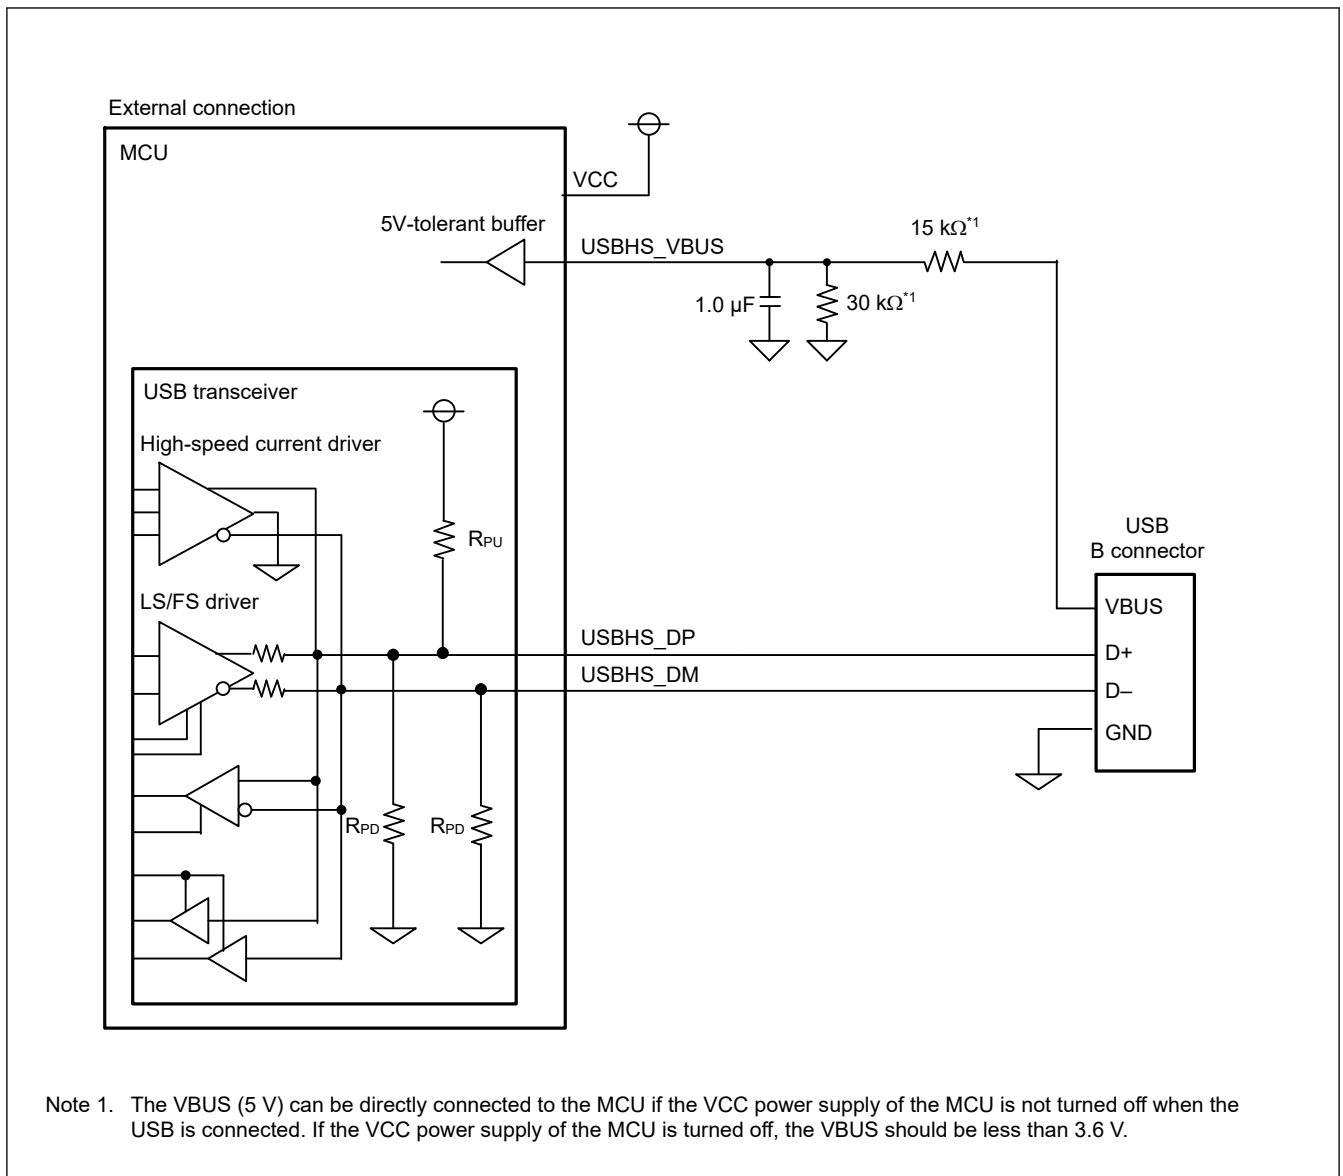 External connection
MCU
VCC
5V-tolerant buffer
USBHS_VBUS
15 kΩ*1
1.0 µF
30 kΩ*1
USB transceiver
High-speed current driver
RPU
USB
B connector
LS/FS driver
VBUS
USBHS_DP
D+
USBHS_DM
D–
GND
RPD
RPD
Note 1. The VBUS (5 V) can be directly connected to the MCU if the VCC power supply of the MCU is not turned off when the
USB is connected. If the VCC power supply of the MCU is turned off, the VBUS should be less than 3.6 V.